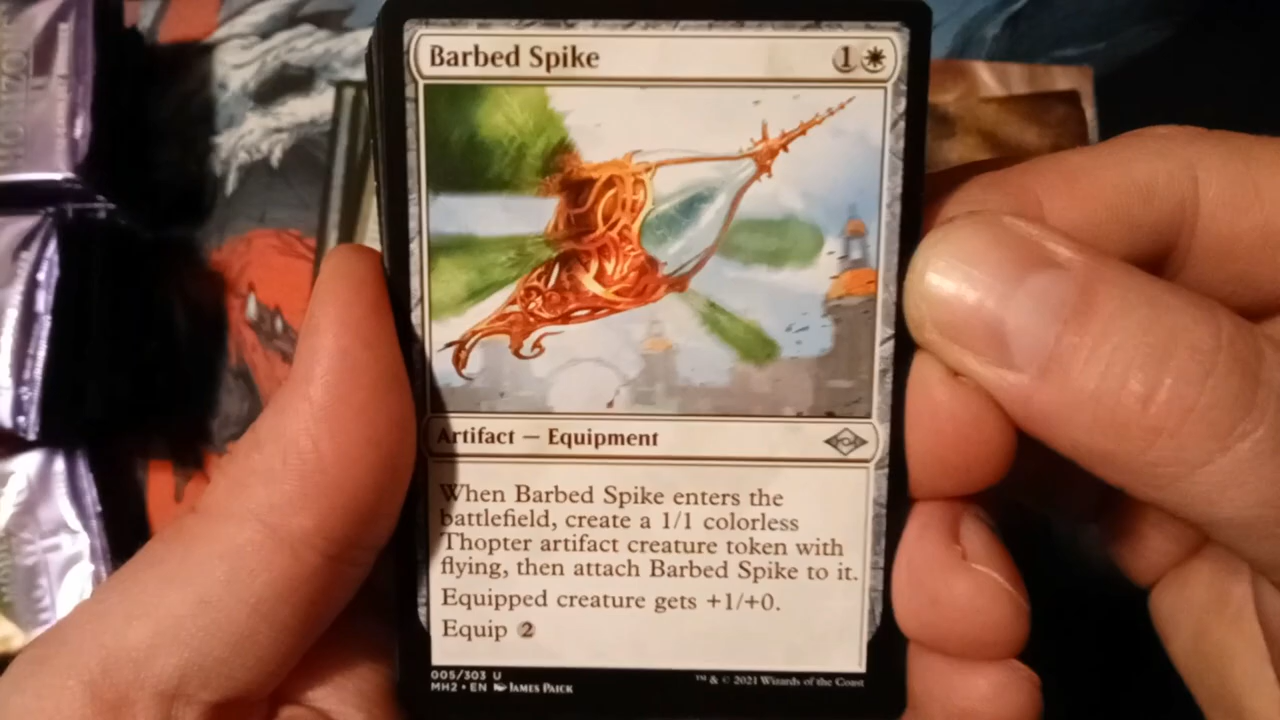 Barbed Spike 1
Artifact — Equipment
When Barbed Spike enters the
battlefield, create a 1/1 colorless
Thopter artifact creature token with
flying, then attach Barbed Spike to it.
Equipped creature gets +1/+0.
Equip 2
005/303 U
MH2 • EN James Paick
™ & © 2021 Wizards of the Coast